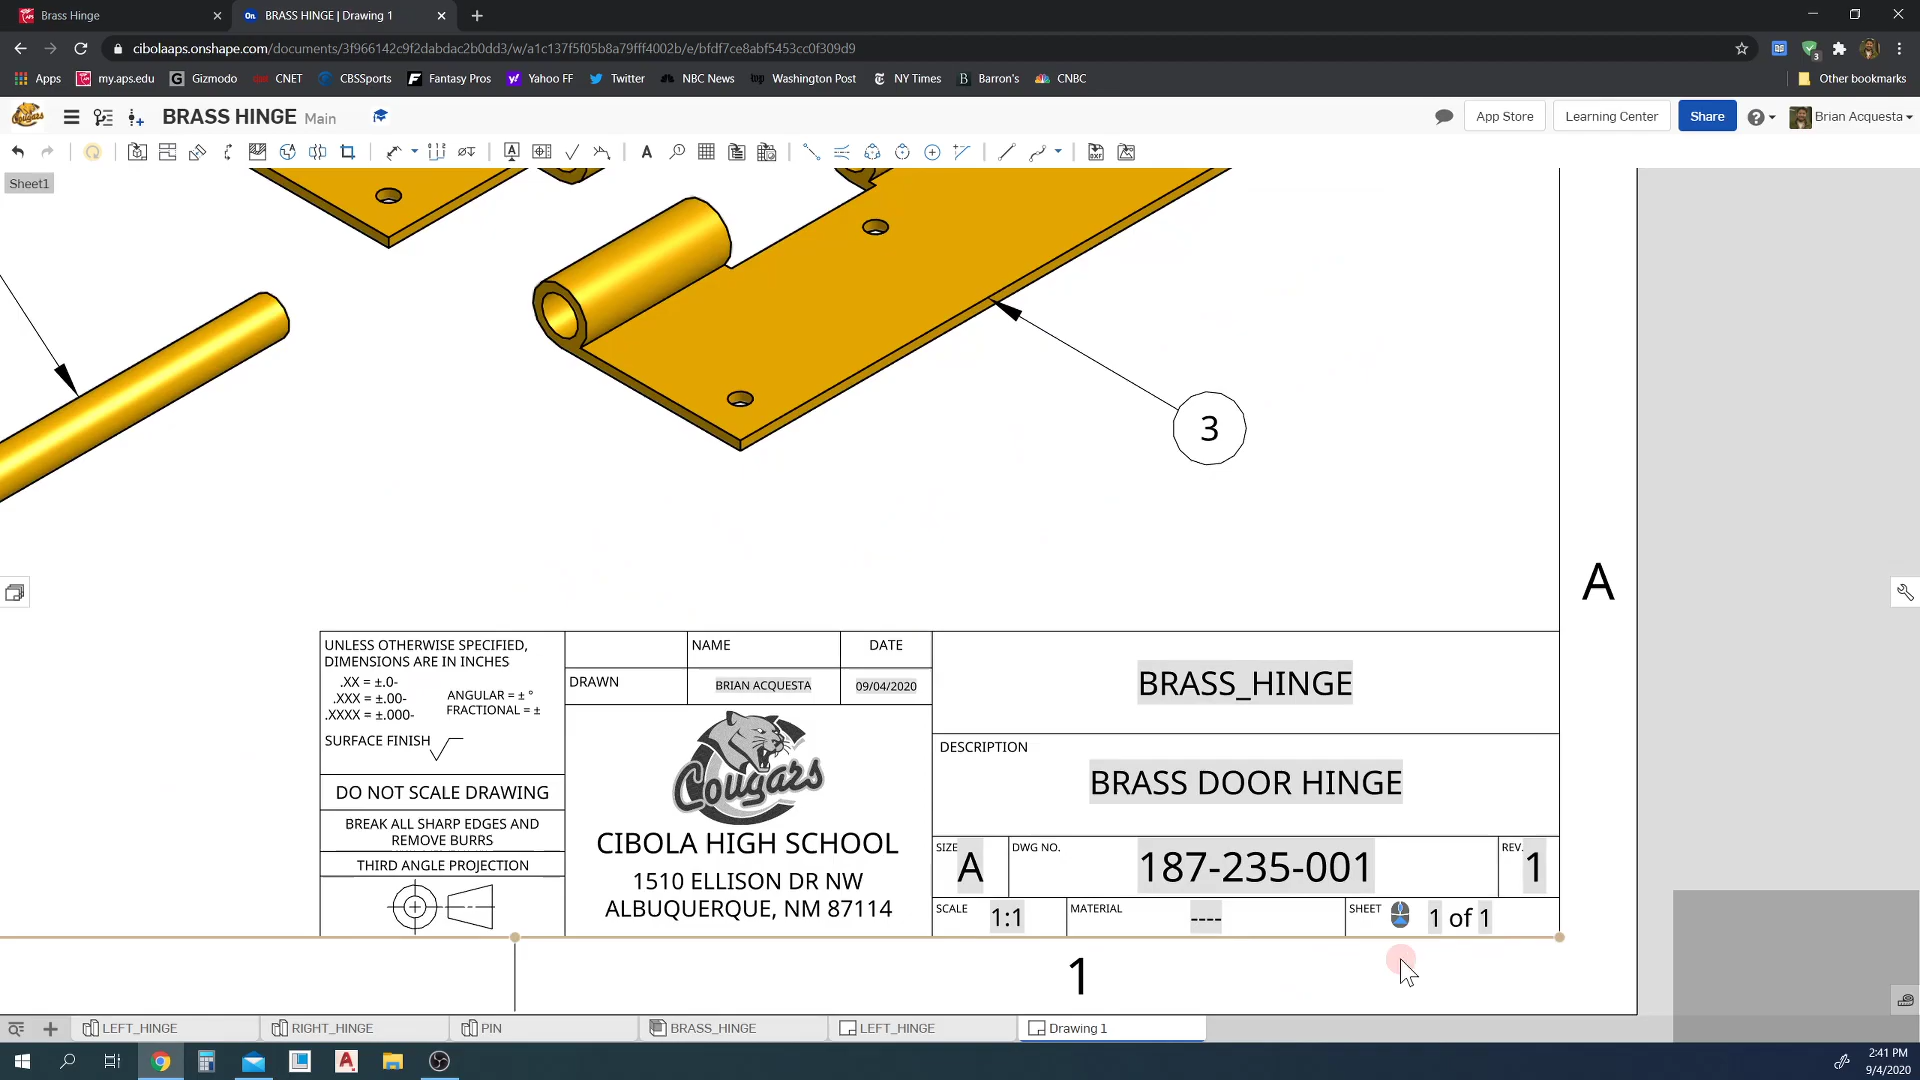 Brass Hinge
BRASS HINGE | Drawing 1
cibolaaps.onshape.com/documents/3f966142c9f2dabdac2b0dd3/w/a1c137f5f05b8a79fff4002b/e/bfdf7ce8abf5453cc0f309d9
Apps
my.aps.edu
Gizmodo
CNET
CBSSports
Fantasy Pros
Yahoo FF
Twitter
NBC News
Washington Post
NY Times
Barron's
CNBC
Other bookmarks
BRASS HINGE Main
App Store
Learning Center
Share
Brian Acquesta
Sheet1
3
A
UNLESS OTHERWISE SPECIFIED,
DIMENSIONS ARE IN INCHES
.XX = ±.0-
.XXX = ±.00-
.XXXX = ±.000-
ANGULAR = ± °
FRACTIONAL = ±
SURFACE FINISH
DO NOT SCALE DRAWING
BREAK ALL SHARP EDGES AND
REMOVE BURRS
THIRD ANGLE PROJECTION
NAME
DATE
DRAWN
BRIAN ACQUESTA
09/04/2020
Cougars
CIBOLA HIGH SCHOOL
1510 ELLISON DR NW
ALBUQUERQUE, NM 87114
BRASS_HINGE
DESCRIPTION
BRASS DOOR HINGE
SIZE A
DWG NO. 187-235-001
REV. 1
SCALE 1:1
MATERIAL ----
SHEET 1 of 1
1
LEFT_HINGE
RIGHT_HINGE
PIN
BRASS_HINGE
LEFT_HINGE
Drawing 1
2:41 PM
9/4/2020